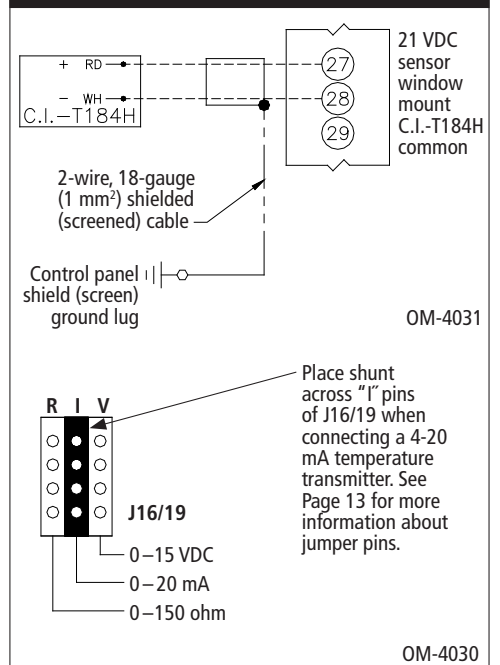 + RD
− WH
C.I.–T184H
27
28
29
21 VDC
sensor
window
mount
C.I.-T184H
common
2-wire, 18-gauge
(1 mm²) shielded
(screened) cable
Control panel
shield (screen)
ground lug
OM-4031
Place shunt
across “I” pins
of J16/19 when
connecting a 4-20
mA temperature
transmitter. See
Page 13 for more
information about
jumper pins.
R I V
J16/19
0–15 VDC
0–20 mA
0–150 ohm
OM-4030